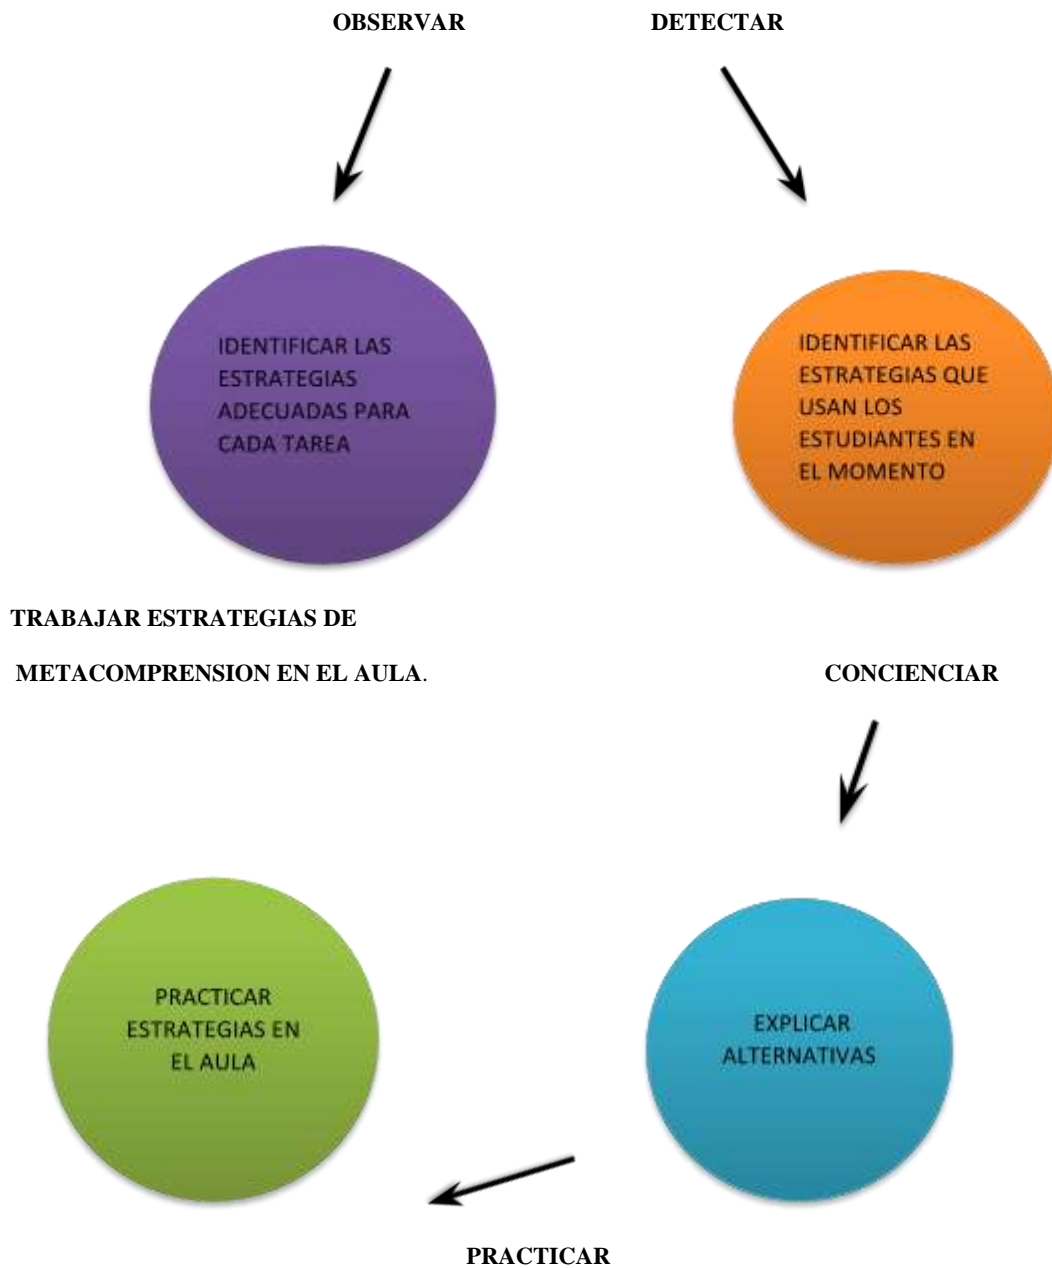 OBSERVAR
DETECTAR
IDENTIFICAR LAS
ESTRATEGIAS
ADECUADAS PARA
CADA TAREA
IDENTIFICAR LAS
ESTRATEGIAS QUE
USAN LOS
ESTUDIANTES EN
EL MOMENTO
TRABAJAR ESTRATEGIAS DE
METACOMPRENSION EN EL AULA.
CONCIENCIAR
PRACTICAR
ESTRATEGIAS EN
EL AULA
EXPLICAR
ALTERNATIVAS
PRACTICAR